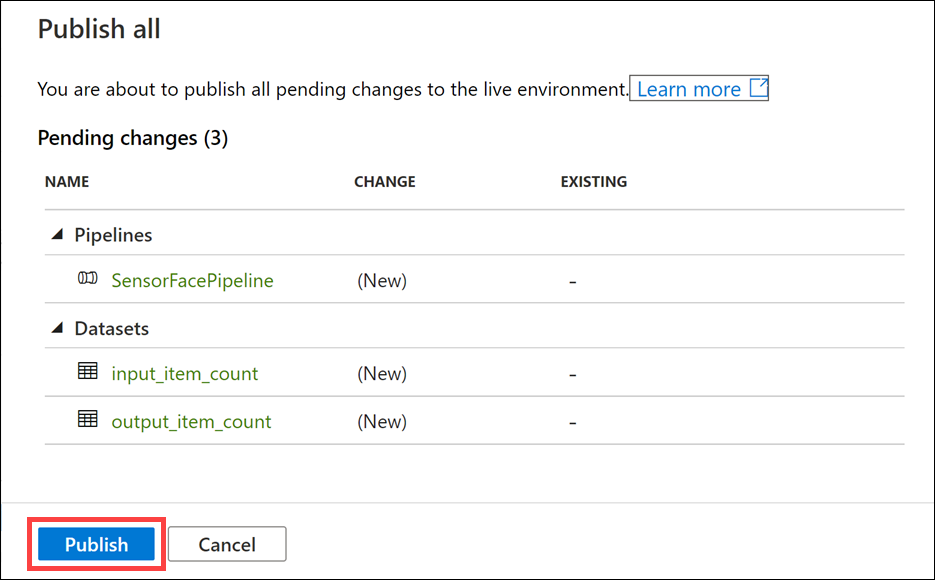 Publish all
You are about to publish all pending changes to the live environment. Learn more
Pending changes (3)
NAME CHANGE EXISTING
Pipelines
SensorFacePipeline (New) -
Datasets
input_item_count (New) -
output_item_count (New) -
Publish Cancel